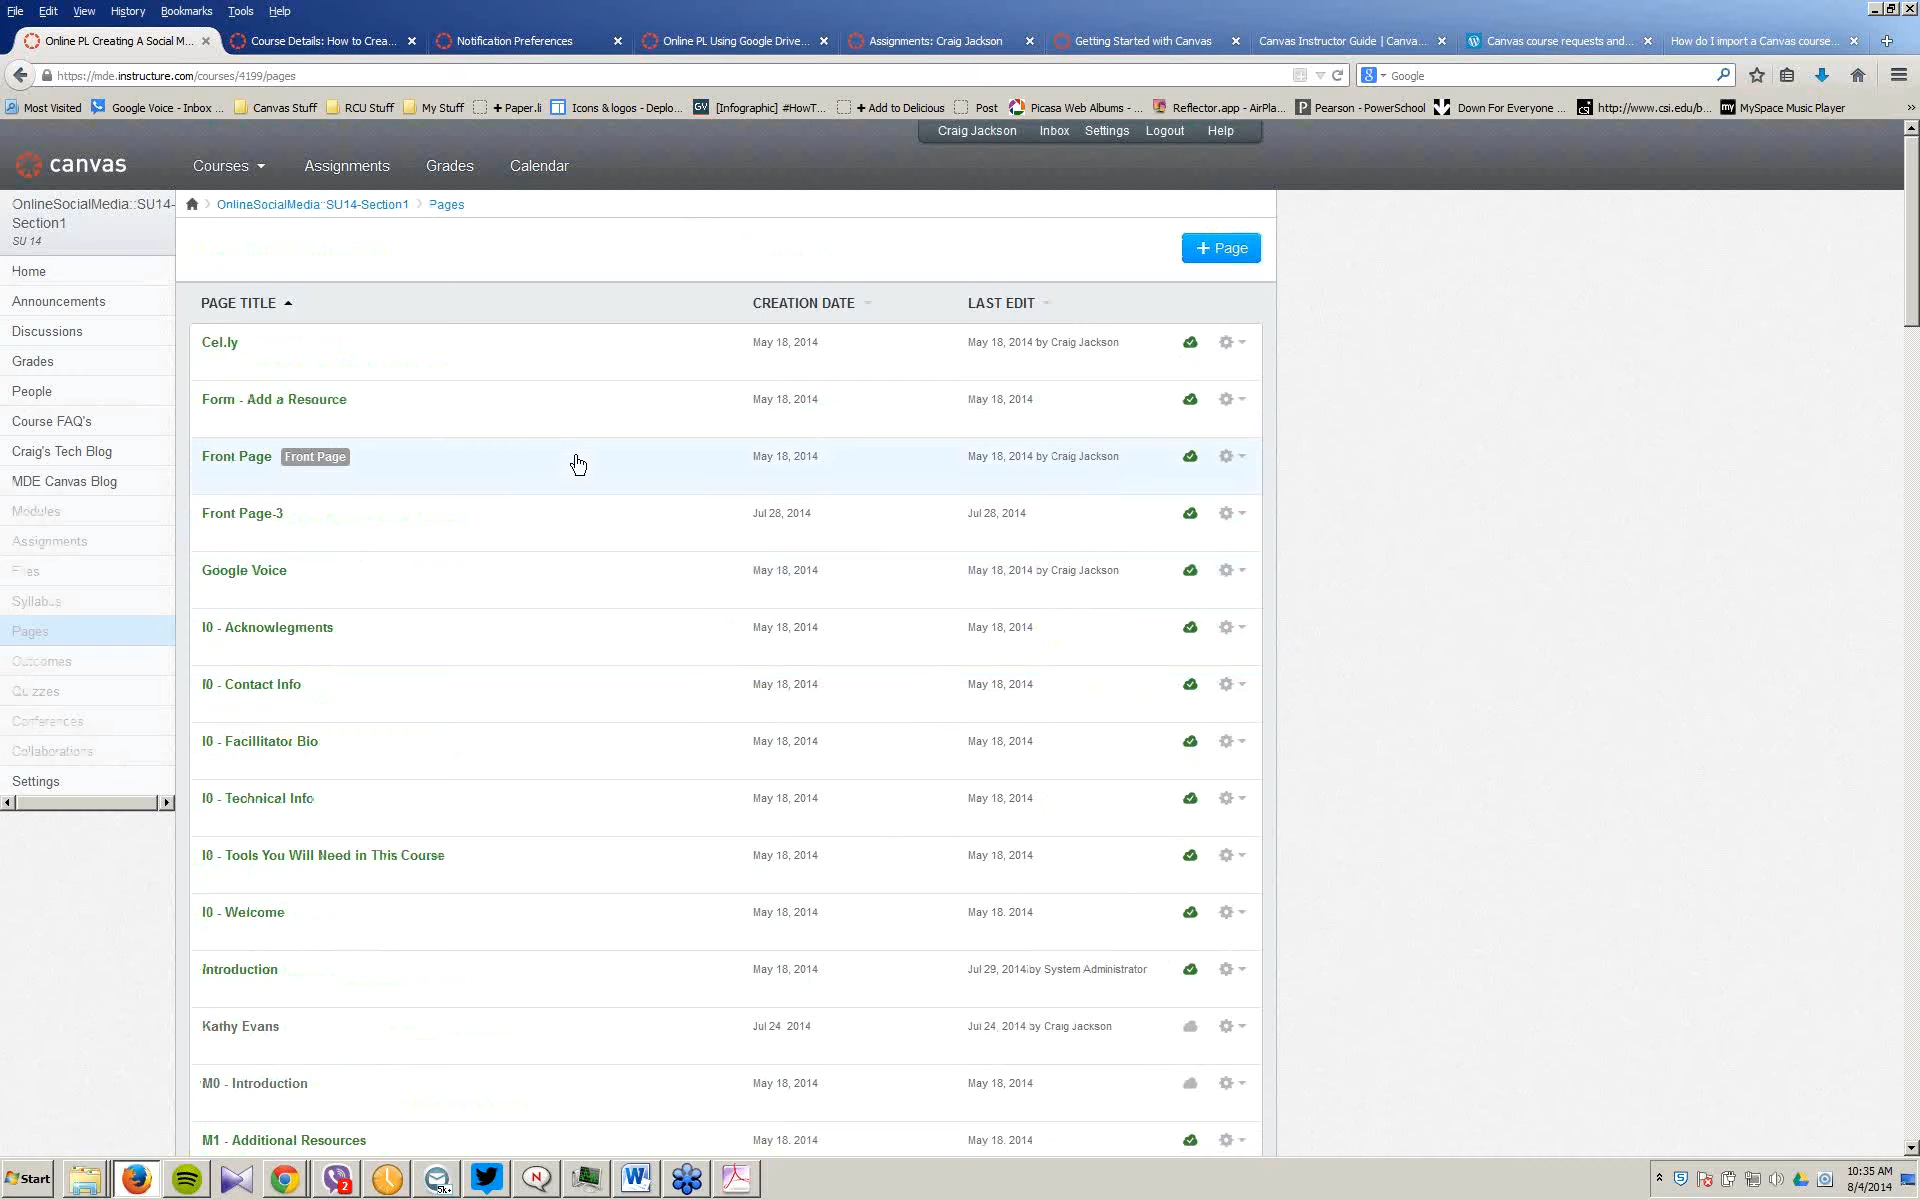 File Edit View History Bookmarks Tools Help
Online PL Creating A Social M... Course Details: How to Crea... Notification Preferences Online PL Using Google Drive... Assignments: Craig Jackson Getting Started with Canvas Canvas Instructor Guide | Canva... Canvas course requests and... How do I import a Canvas course...
https://mde.instructure.com/courses/4199/pages Google
Most Visited Google Voice - Inbox ... Canvas Stuff RCU Stuff My Stuff + Paper.li Icons & logos - Deplo... GV [Infographic] #HowT... + Add to Delicious Post Picasa Web Albums - ... Reflector.app - AirPla... Pearson - PowerSchool Down For Everyone ... csi http://www.csi.edu/b... my MySpace Music Player »
Craig Jackson Inbox Settings Logout Help
canvas Courses Assignments Grades Calendar
OnlineSocialMedia::SU14-
Section1
SU 14
OnlineSocialMedia::SU14-Section1 Pages
+ Page
Home
Announcements
Discussions
Grades
People
Course FAQ's
Craig's Tech Blog
MDE Canvas Blog
Modules
Assignments
Files
Syllabus
Pages
Outcomes
Quizzes
Conferences
Collaborations
Settings
PAGE TITLE CREATION DATE LAST EDIT
Cel.ly May 18, 2014 May 18, 2014 by Craig Jackson
Form - Add a Resource May 18, 2014 May 18, 2014
Front Page Front Page May 18, 2014 May 18, 2014 by Craig Jackson
Front Page-3 Jul 28, 2014 Jul 28, 2014
Google Voice May 18, 2014 May 18, 2014 by Craig Jackson
I0 - Acknowlegments May 18, 2014 May 18, 2014
I0 - Contact Info May 18, 2014 May 18, 2014
I0 - Facillitator Bio May 18, 2014 May 18, 2014
I0 - Technical Info May 18, 2014 May 18, 2014
I0 - Tools You Will Need in This Course May 18, 2014 May 18, 2014
I0 - Welcome May 18, 2014 May 18, 2014
Introduction May 18, 2014 Jul 29, 2014 by System Administrator
Kathy Evans Jul 24, 2014 Jul 24, 2014 by Craig Jackson
M0 - Introduction May 18, 2014 May 18, 2014
M1 - Additional Resources May 18, 2014 May 18, 2014
Start 2 5k+ N W 10:35 AM
8/4/2014